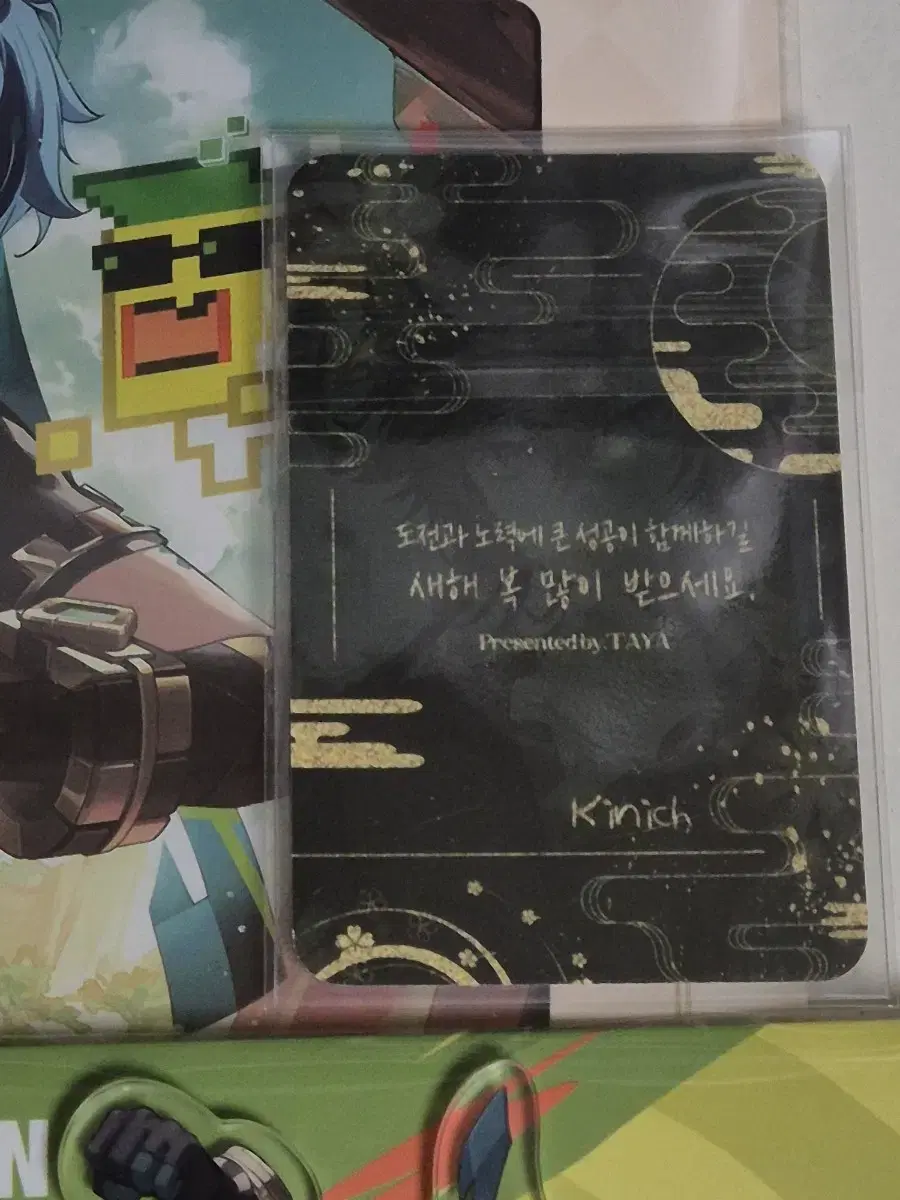 도전과 노력에 큰 성공이 함께하길
새해 복 많이 받으세요.
Presented by. TAYA
Kinich
N